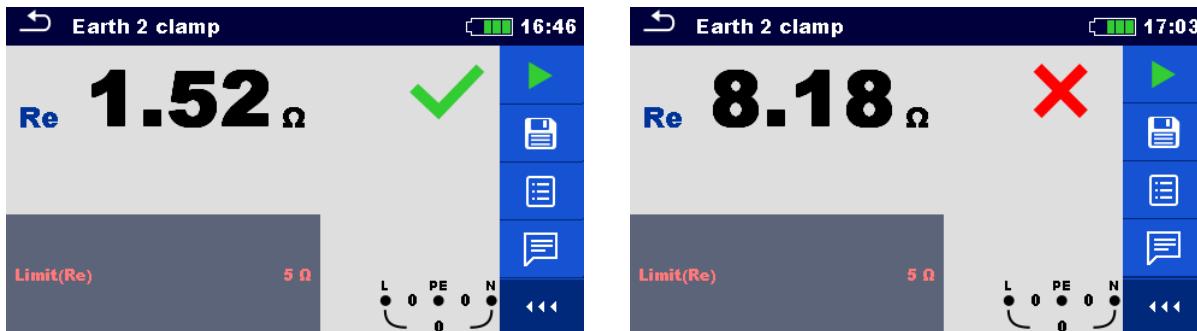 Earth 2 clamp 16:46
Re 1.52 Ω
Limit(Re) 5 Ω
L PE N
0 0
0
Earth 2 clamp 17:03
Re 8.18 Ω
Limit(Re) 5 Ω
L PE N
0 0
0